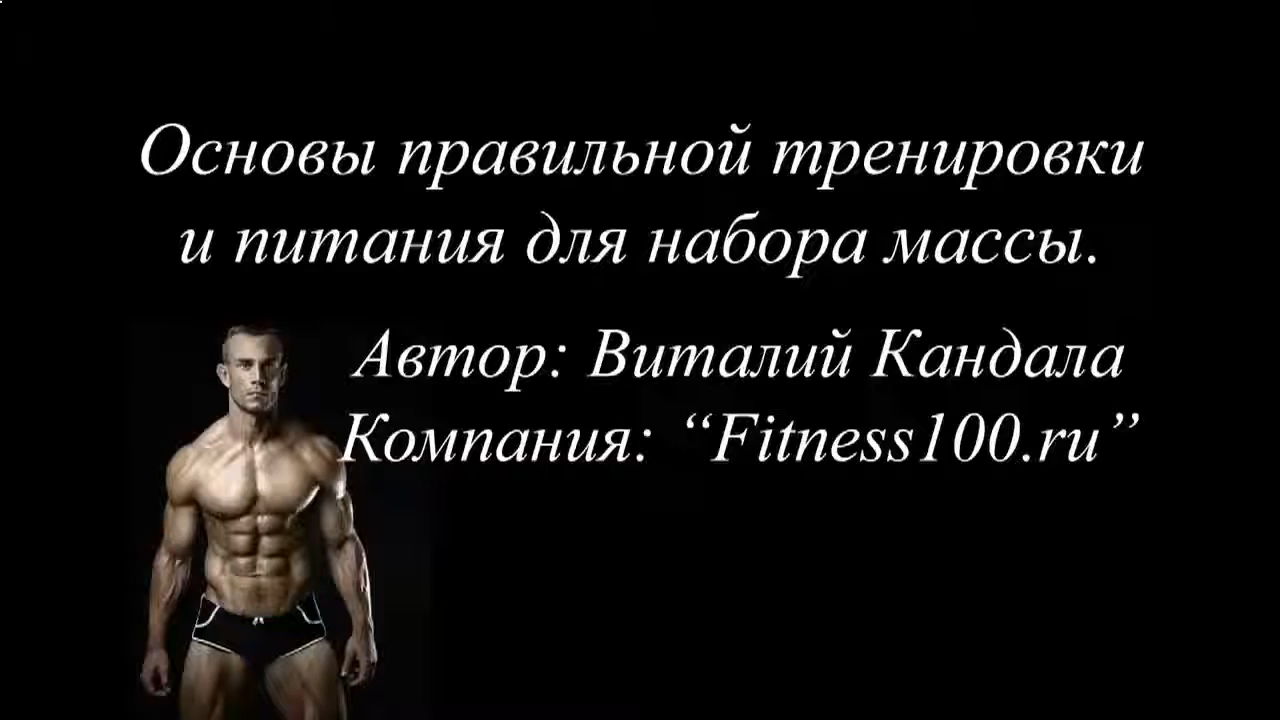 Основы правильной тренировки
и питания для набора массы.
Автор: Виталий Кандала
Компания: “Fitness100.ru”